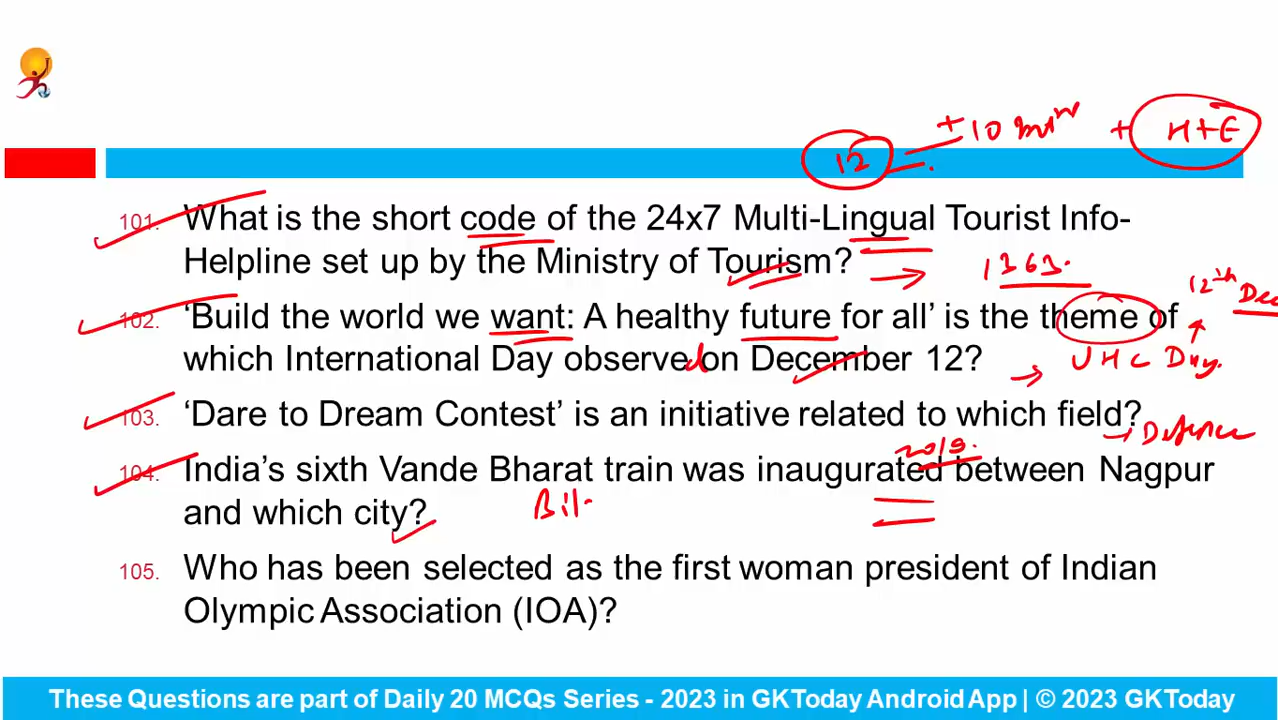 12 = +10 + H+E
101. What is the short code of the 24x7 Multi-Lingual Tourist Info-
Helpline set up by the Ministry of Tourism? → 1363.
12th Dec
102. 'Build the world we want: A healthy future for all' is the theme of
which International Day observed on December 12? → UHC Day.
103. 'Dare to Dream Contest' is an initiative related to which field?
→ Defence
2019.
104. India's sixth Vande Bharat train was inaugurated between Nagpur
and which city? Bil.
105. Who has been selected as the first woman president of Indian
Olympic Association (IOA)?
These Questions are part of Daily 20 MCQs Series - 2023 in GKToday Android App | © 2023 GKToday